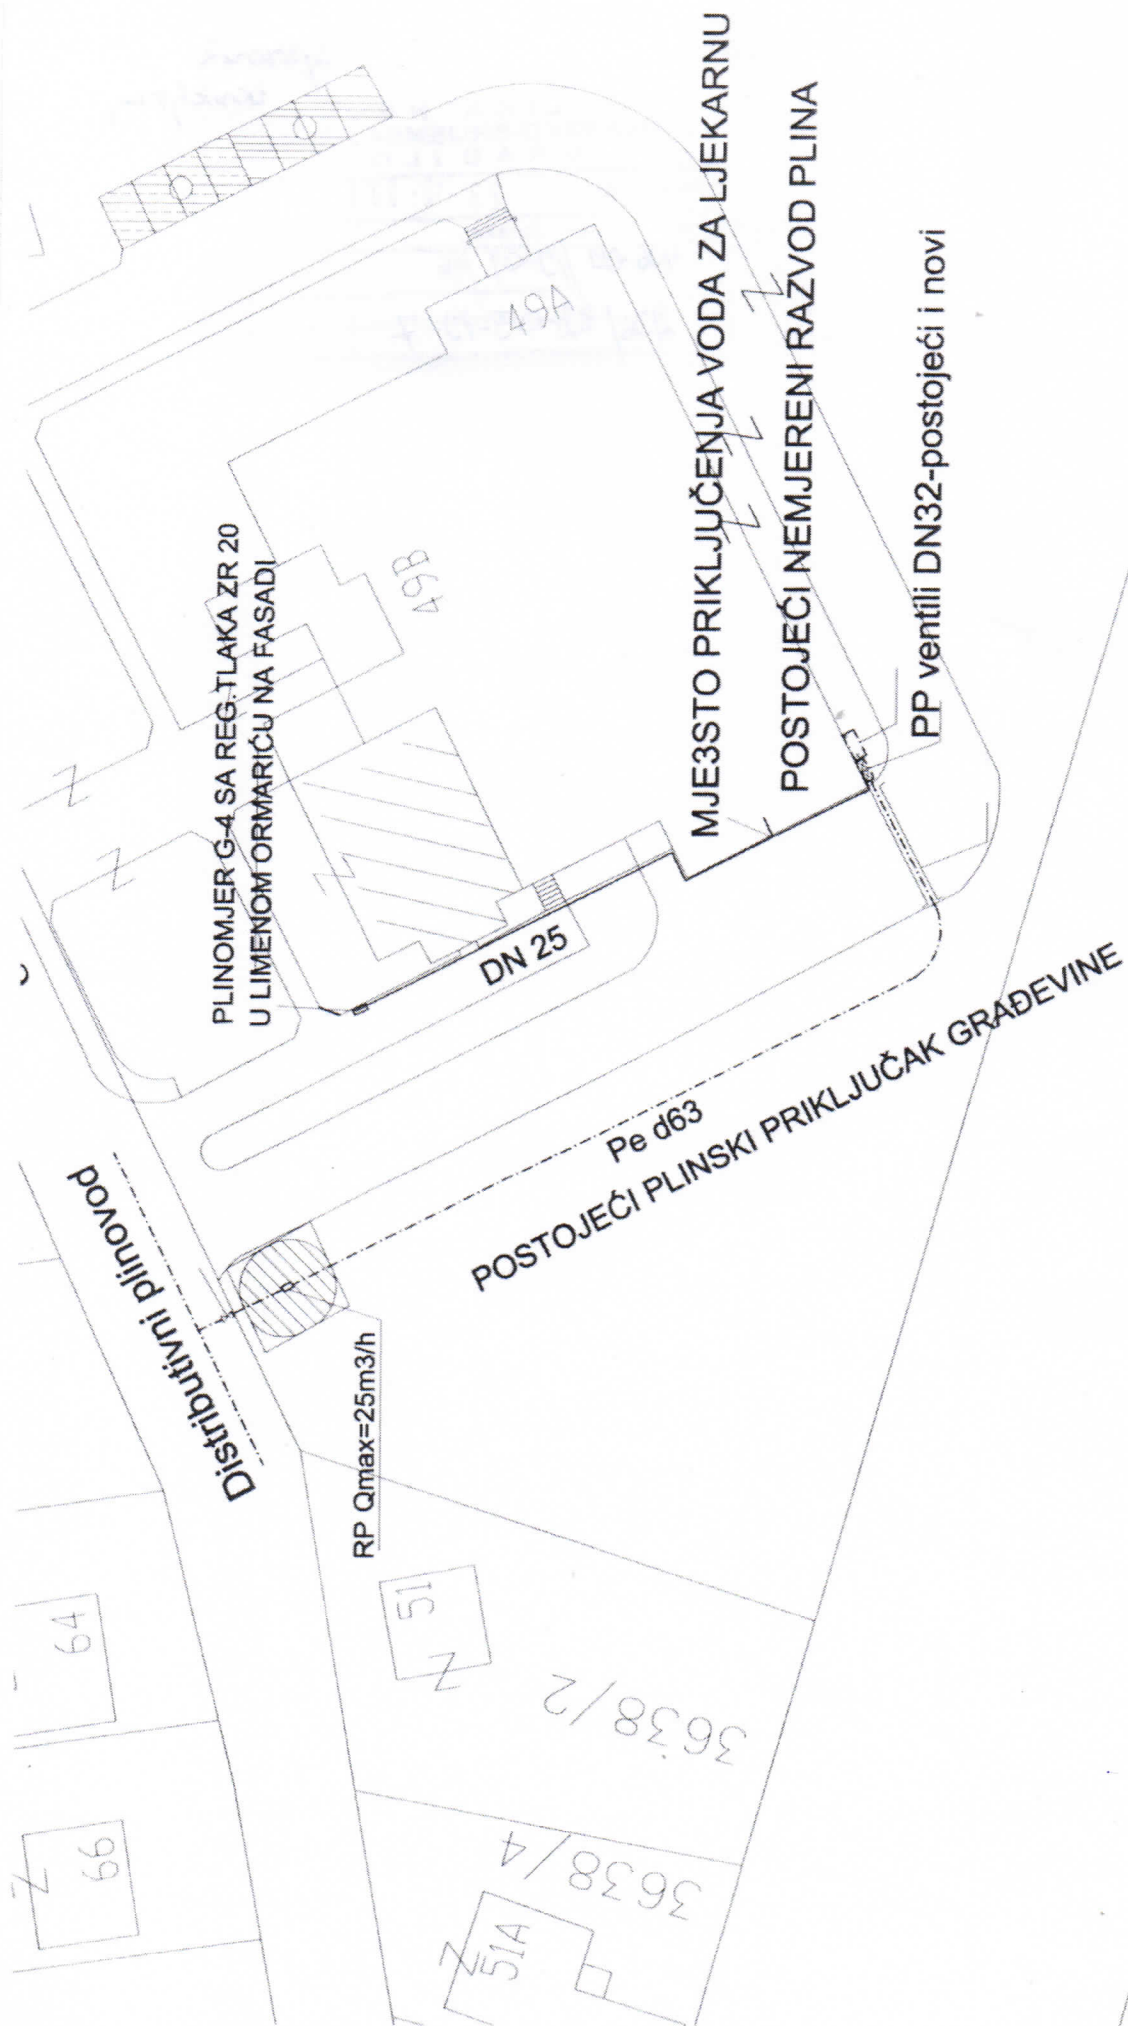 PLINOMJER G-4 SA REG.TLAKA ZR 20
U LIMENOM ORMARIĆU NA FASADI
49A
49B
MJE3STO PRIKLJUČENJA VODA ZA LJEKARNU
POSTOJEĆI NEMJERENI RAZVOD PLINA
PP ventili DN32-postojeći i novi
DN 25
Pe d63
POSTOJEĆI PLINSKI PRIKLJUČAK GRAĐEVINE
Distributivni plinovod
RP Qmax=25m3/h
64
66
51
3638/2
3638/4
51A